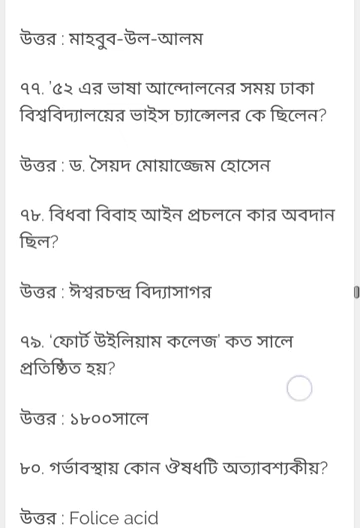 উত্তর : মাহবুব-উল-আলম
৭৭. '৫২ এর ভাষা আন্দোলনের সময় ঢাকা
বিশ্ববিদ্যালয়ের ভাইস চ্যান্সেলর কে ছিলেন?
উত্তর : ড. সৈয়দ মোয়াজ্জেম হোসেন
৭৮. বিধবা বিবাহ আইন প্রচলনে কার অবদান
ছিল?
উত্তর : ঈশ্বরচন্দ্র বিদ্যাসাগর
৭৯. 'ফোর্ট উইলিয়াম কলেজ' কত সালে
প্রতিষ্ঠিত হয়?
উত্তর : ১৮০০সালে
৮০. গর্ভাবস্থায় কোন ঔষধটি অত্যাবশ্যকীয়?
উত্তর : Folice acid